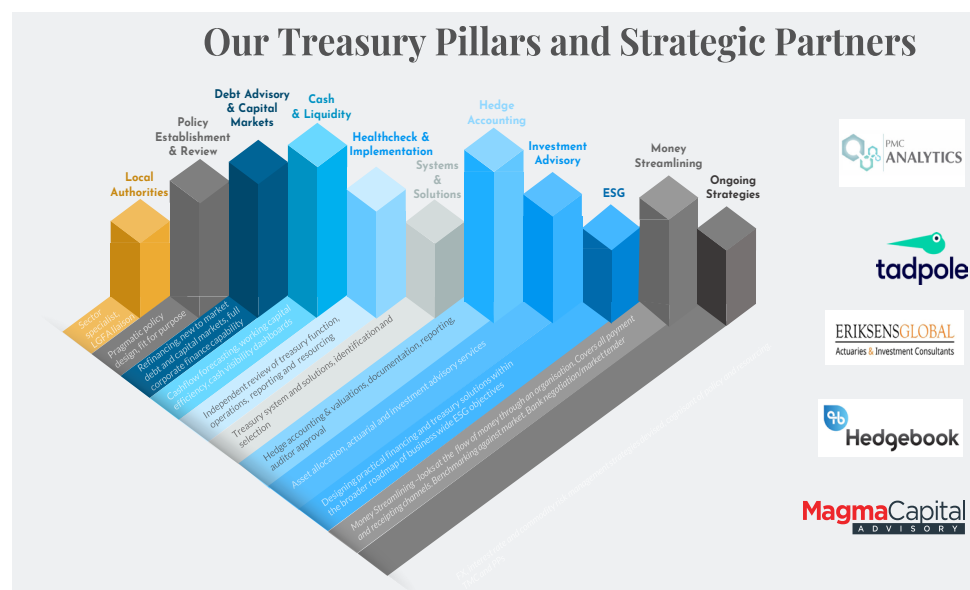 Our Treasury Pillars and Strategic Partners
Local
Authorities
Policy
Establishment
& Review
Debt Advisory
& Capital
Markets
Cash
& Liquidity
Healthcheck &
Implementation
Systems
&
Solutions
Hedge
Accounting
Investment
Advisory
ESG
Money
Streamlining
Ongoing
Strategies
Sector
specialist,
LGFA liaison
Pragmatic policy
design, fit for purpose
Refinancing, new to market
debt and capital markets, full
corporate finance capability
Cashflow forecasting, working capital
efficiency, cash visibility dashboards
Independent review of treasury function,
operations, reporting and resourcing
Treasury system and solutions, identification and
selection
Hedge accounting & valuations, documentation, reporting,
auditor approval
Asset allocation, actuarial and investment advisory services
Designing practical financing and treasury solutions within
the broader roadmap of business wide ESG objectives
Money Streamlining –looks at the flow of money through an organisation. Covers all payment
and receipting channels. Benchmarking against market. Bank negotiation/market tender
PMC
ANALYTICS
tadpole
ERIKSENSGLOBAL
Actuaries & Investment Consultants
Hedgebook
MagmaCapital
ADVISORY